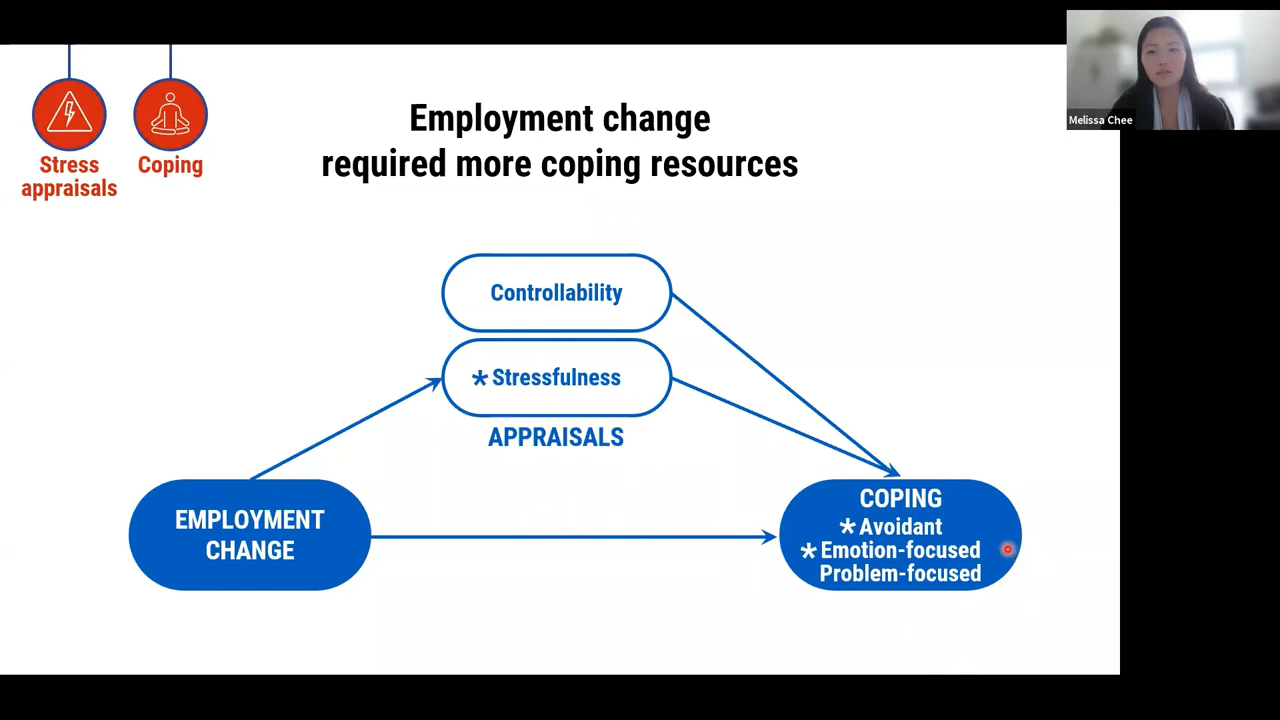 Stress
appraisals
Coping
Employment change
required more coping resources
Melissa Chee
Controllability
* Stressfulness
APPRAISALS
EMPLOYMENT
CHANGE
COPING
* Avoidant
* Emotion-focused
Problem-focused